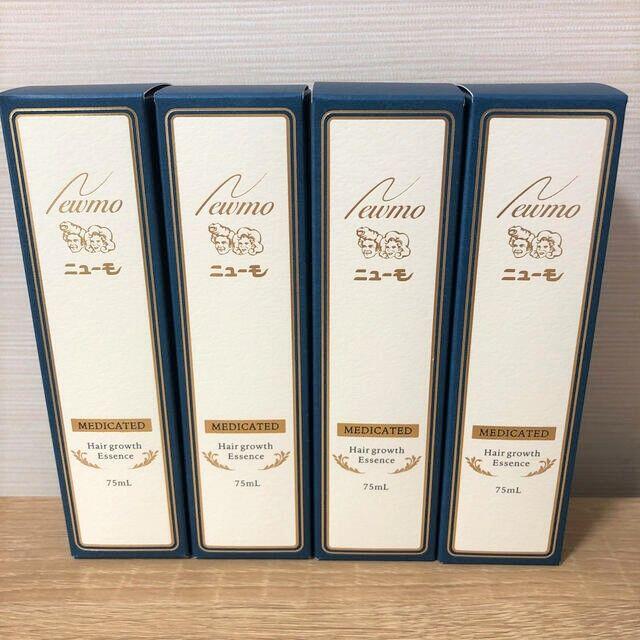 Newmo
ニューモ
MEDICATED
Hair growth
Essence
75mL
Newmo
ニューモ
MEDICATED
Hair growth
Essence
75mL
Newmo
ニューモ
MEDICATED
Hair growth
Essence
75mL
Newmo
ニューモ
MEDICATED
Hair growth
Essence
75mL